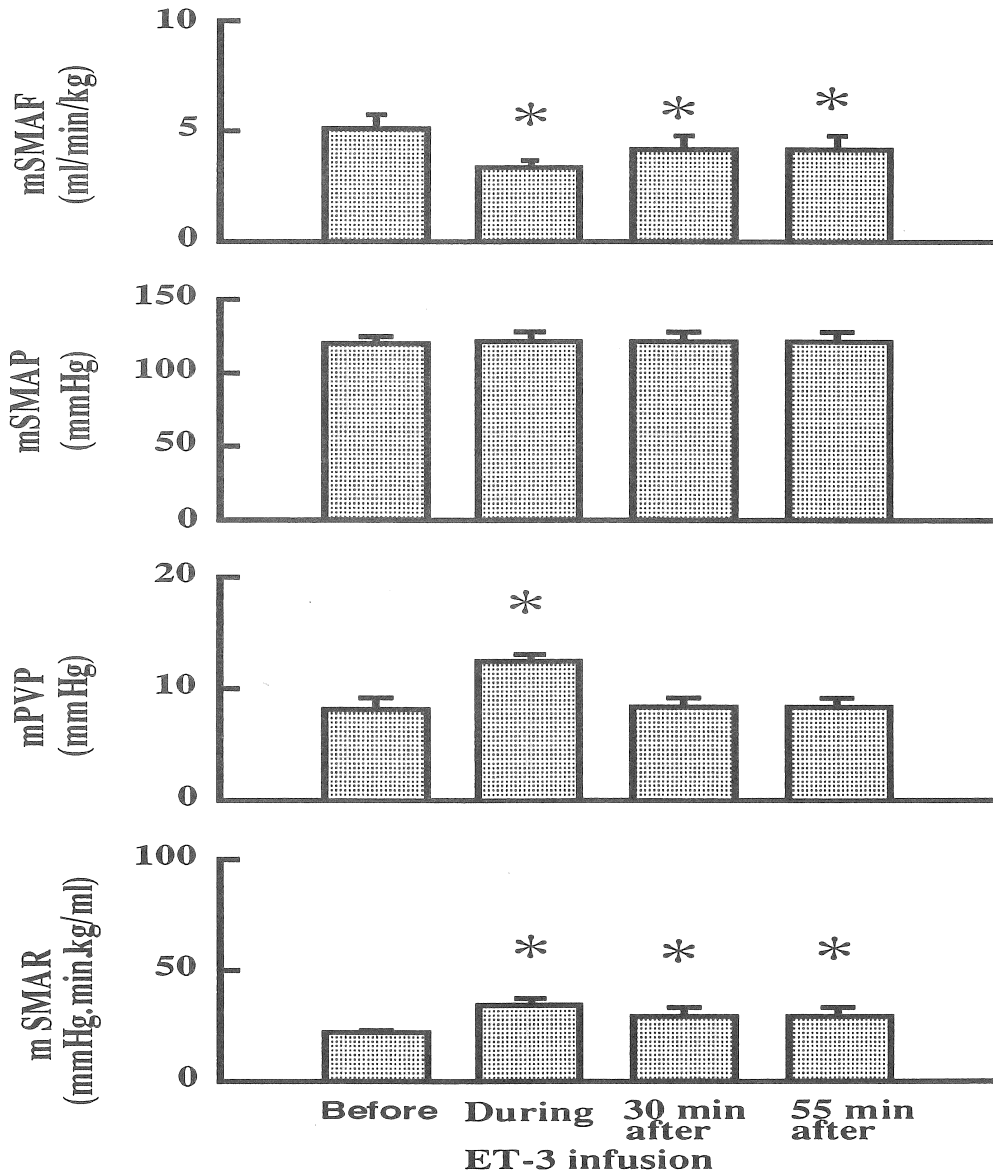 mSMAF
(ml/min/kg)
10
5
0
*
*
*
mSMAP
(mmHg)
150
100
50
0
mPVP
(mmHg)
20
10
0
*
m SMAR
(mmHg.min.kg/ml)
100
50
0
*
*
*
Before During 30 min 55 min
after after
ET-3 infusion